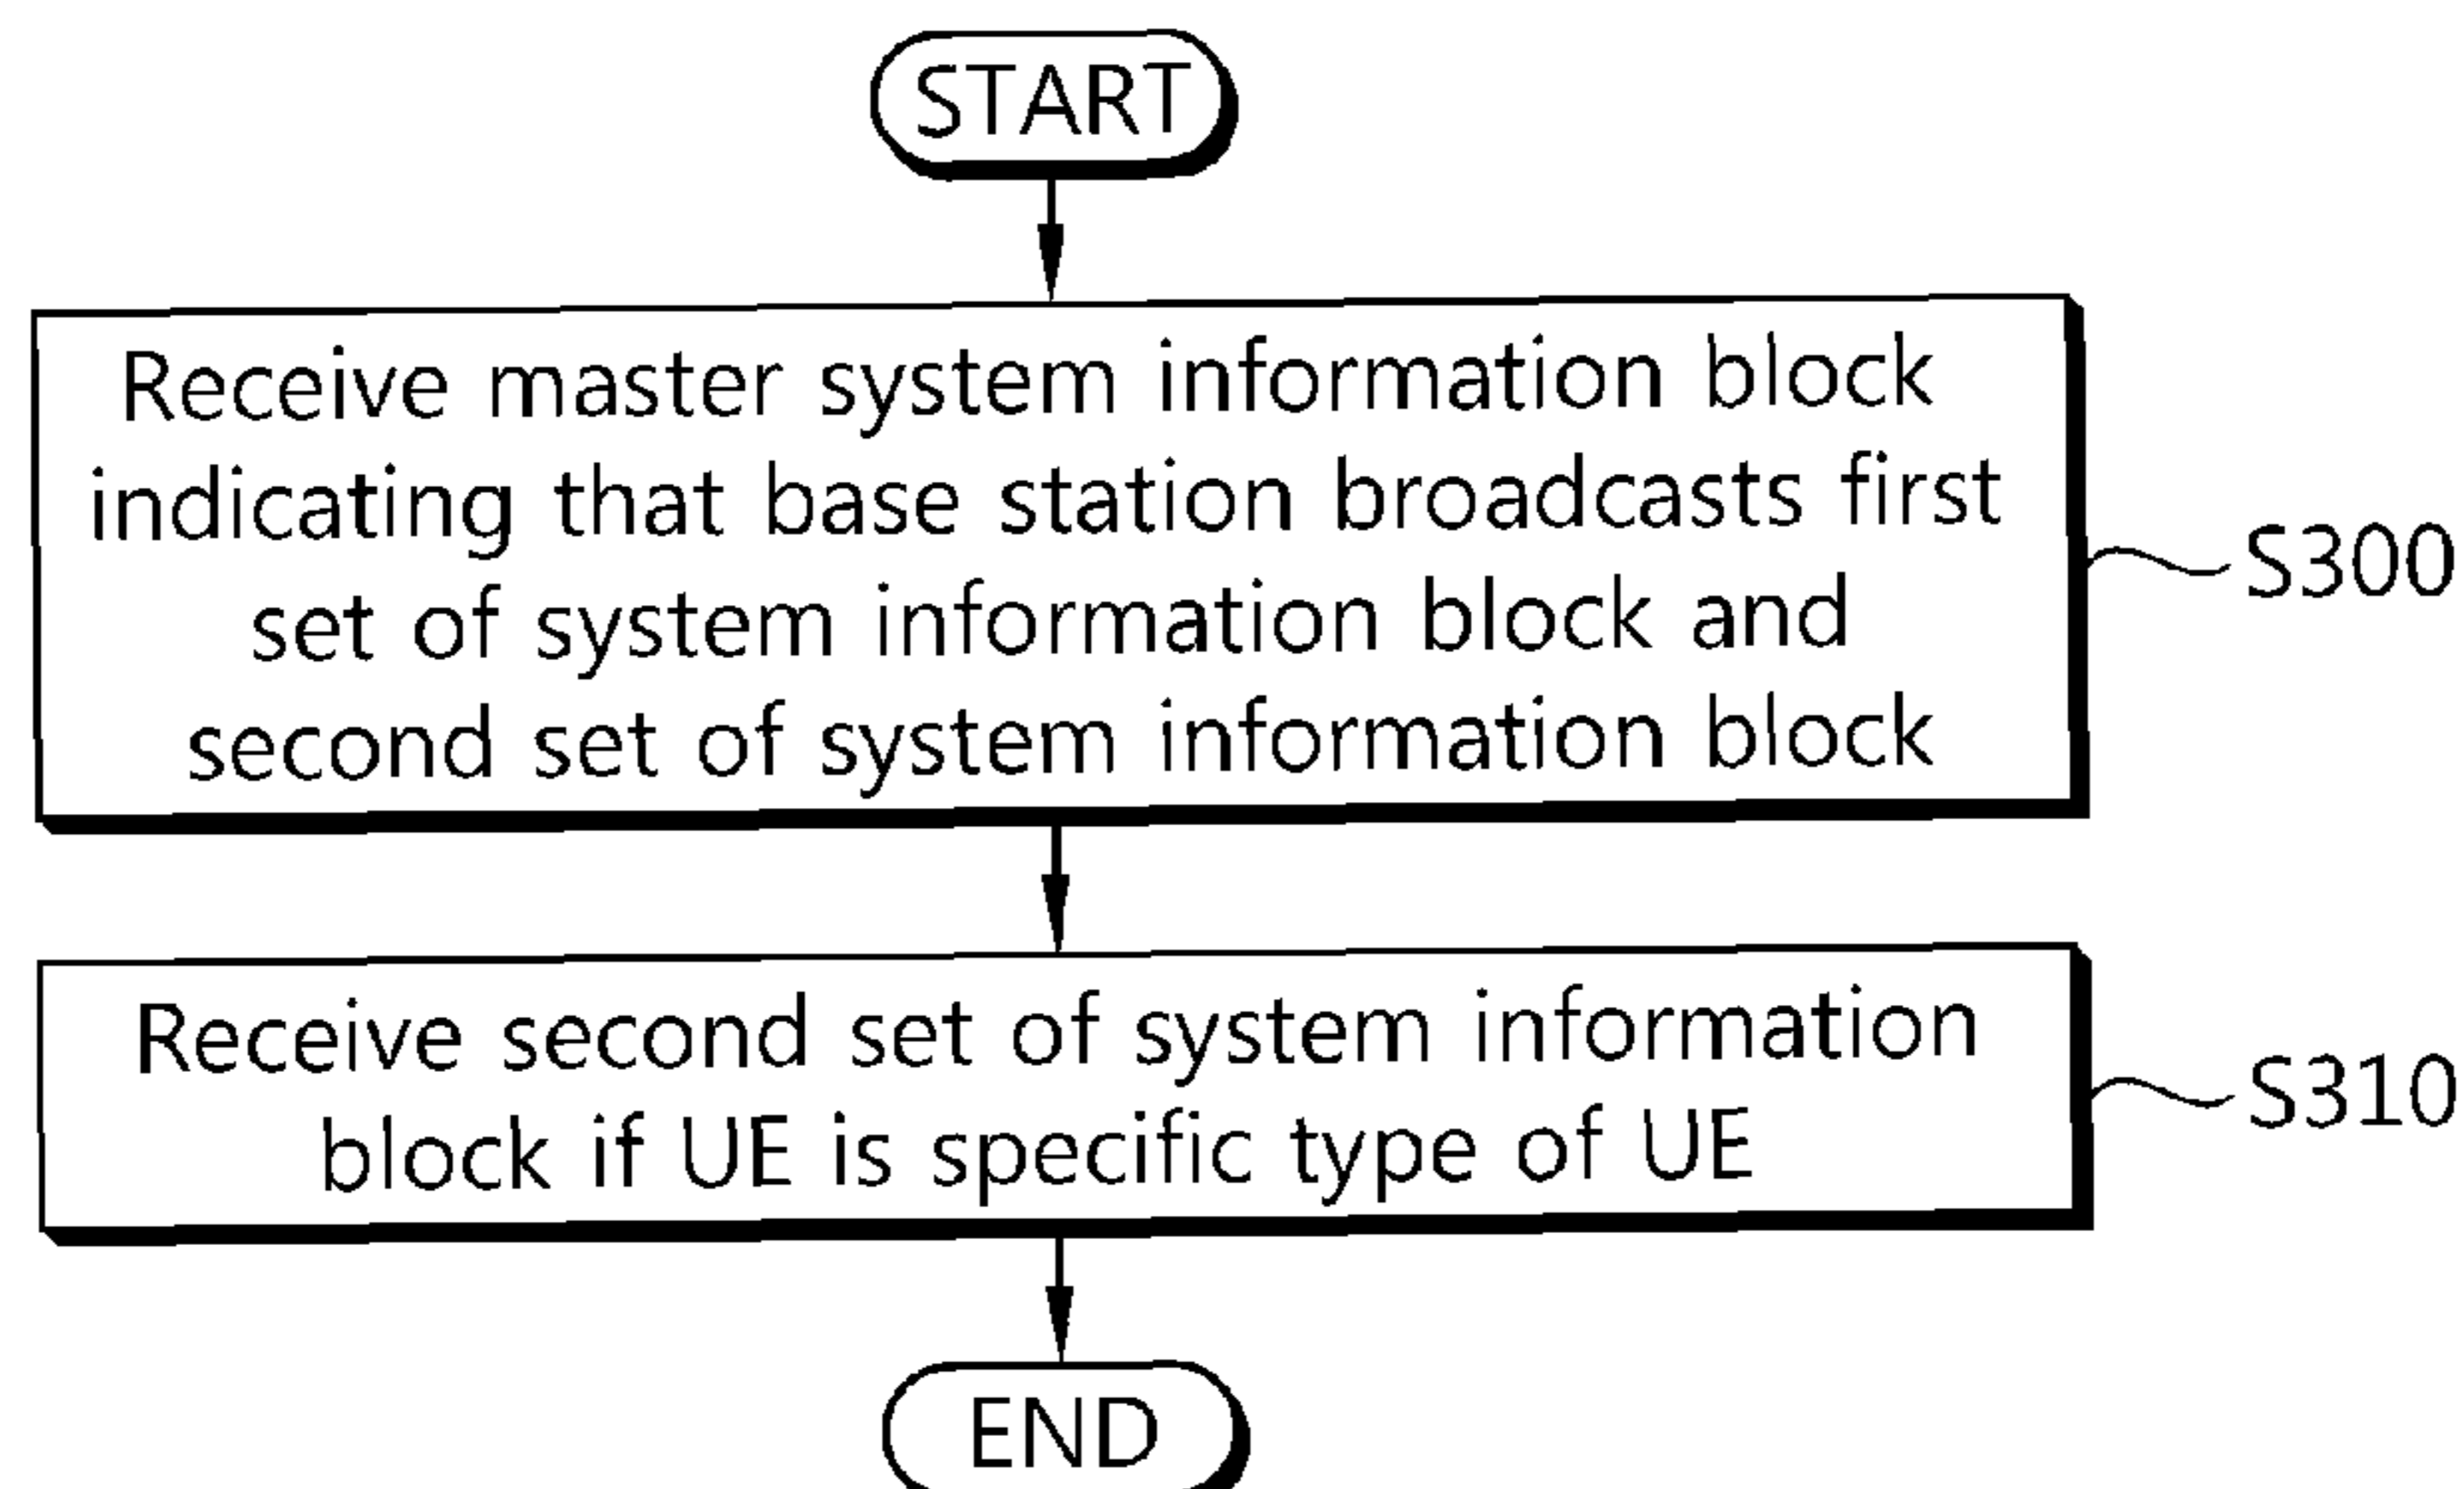 START
Receive master system information block
indicating that base station broadcasts first
set of system information block and
second set of system information block
S300
Receive second set of system information
block if UE is specific type of UE
S310
END